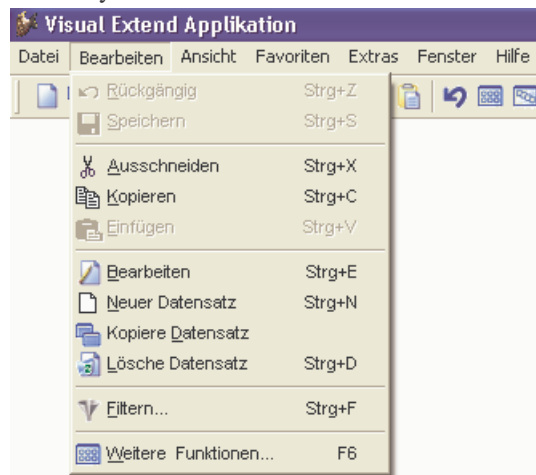 Visual Extend Applikation
Datei Bearbeiten Ansicht Favoriten Extras Fenster Hilfe
Rückgängig Strg+Z
Speichern Strg+S
Ausschneiden Strg+X
Kopieren Strg+C
Einfügen Strg+V
Bearbeiten Strg+E
Neuer Datensatz Strg+N
Kopiere Datensatz
Lösche Datensatz Strg+D
Filtern... Strg+F
Weitere Funktionen... F6